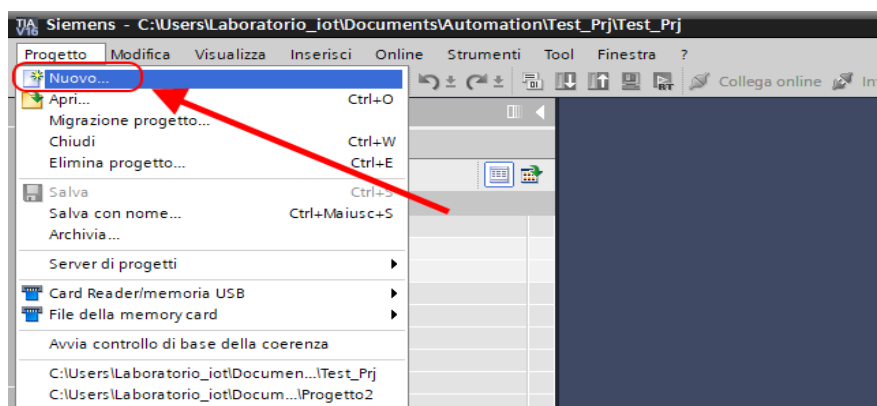 TIA V16 Siemens - C:\Users\Laboratorio_iot\Documents\Automation\Test_Prj\Test_Prj
Progetto Modifica Visualizza Inserisci Online Strumenti Tool Finestra ?
Nuovo...
Collega online
Apri... Ctrl+O
Migrazione progetto...
Chiudi Ctrl+W
Elimina progetto... Ctrl+E
Salva Ctrl+S
Salva con nome... Ctrl+Maiusc+S
Archivia...
Server di progetti
Card Reader/memoria USB
File della memory card
Avvia controllo di base della coerenza
C:\Users\Laboratorio_iot\Documen...\Test_Prj
C:\Users\Laboratorio_iot\Docum...\Progetto2